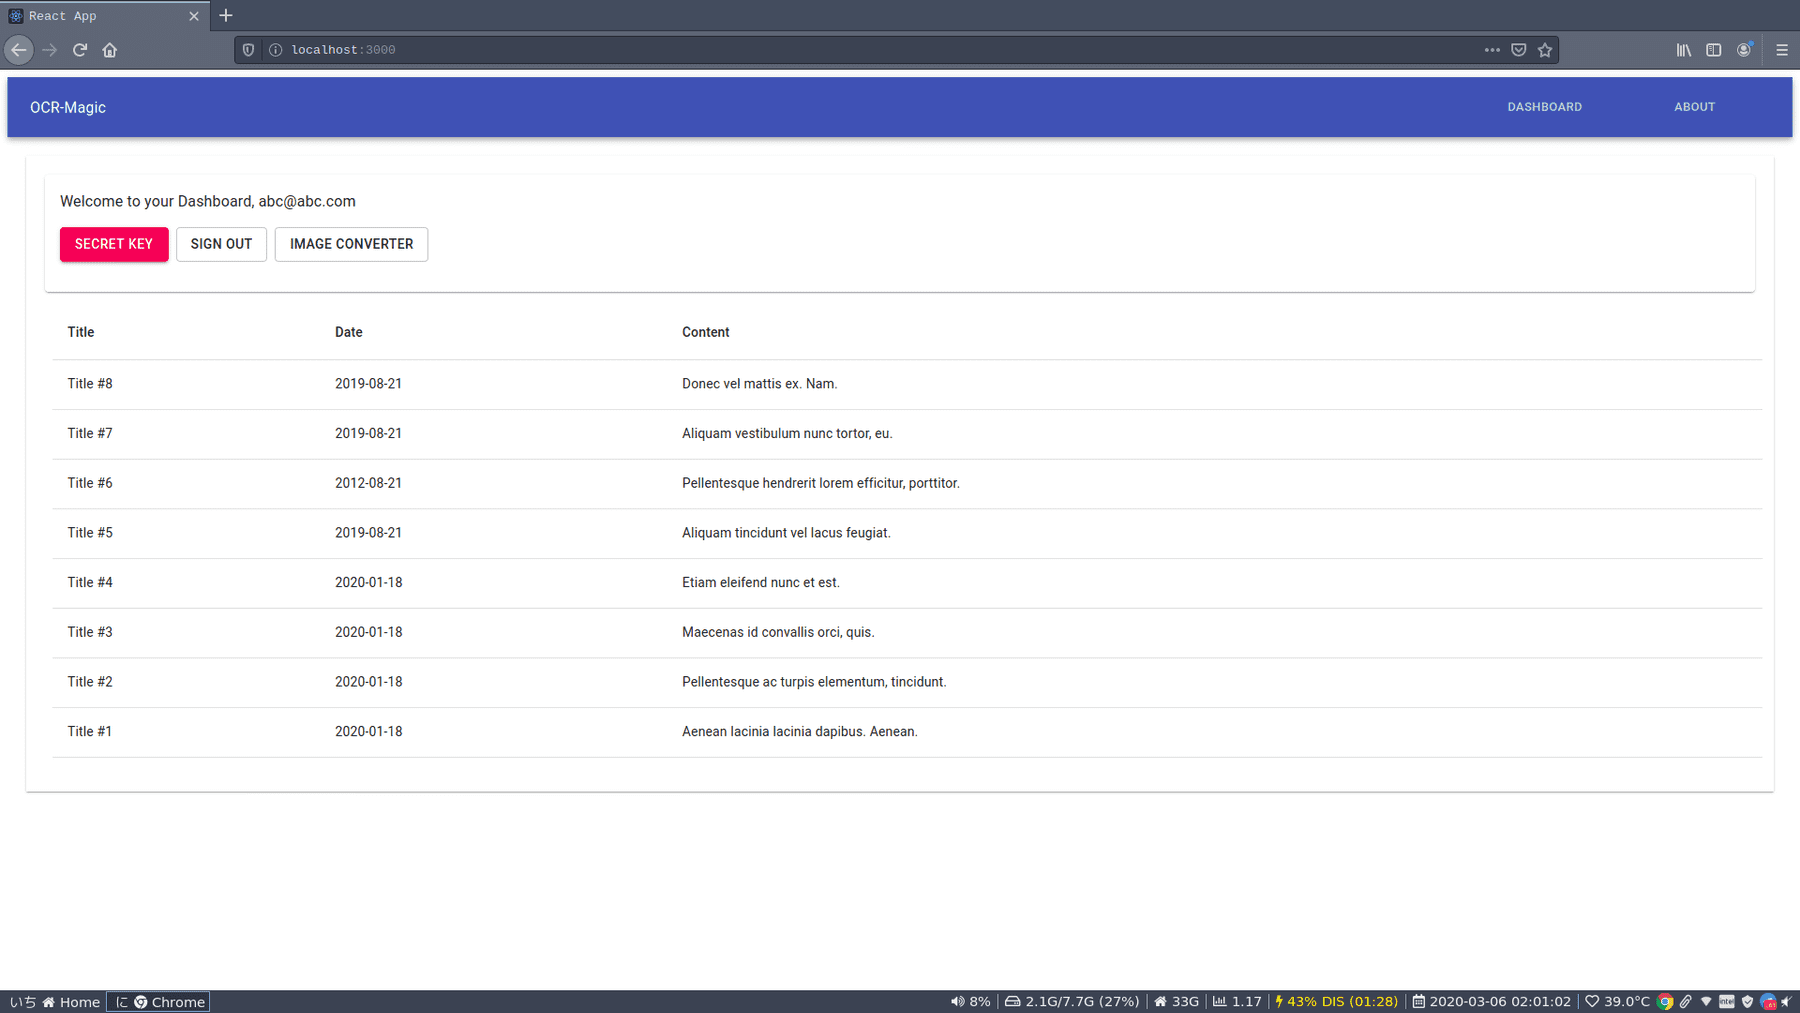 React App
localhost:3000
OCR-Magic DASHBOARD ABOUT
Welcome to your Dashboard, abc@abc.com
SECRET KEY SIGN OUT IMAGE CONVERTER
Title Date Content
Title #8 2019-08-21 Donec vel mattis ex. Nam.
Title #7 2019-08-21 Aliquam vestibulum nunc tortor, eu.
Title #6 2012-08-21 Pellentesque hendrerit lorem efficitur, porttitor.
Title #5 2019-08-21 Aliquam tincidunt vel lacus feugiat.
Title #4 2020-01-18 Etiam eleifend nunc et est.
Title #3 2020-01-18 Maecenas id convallis orci, quis.
Title #2 2020-01-18 Pellentesque ac turpis elementum, tincidunt.
Title #1 2020-01-18 Aenean lacinia lacinia dapibus. Aenean.
いち Home に Chrome 8% | 2.1G/7.7G (27%) | 33G | 1.17 | 43% DIS (01:28) | 2020-03-06 02:01:02 | 39.0°C intel